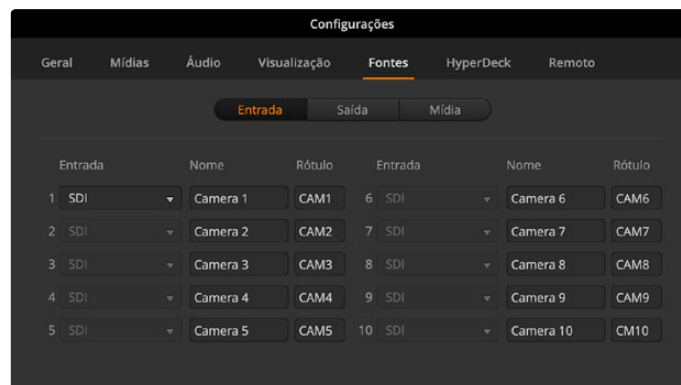 Configurações
Geral Mídias Áudio Visualização Fontes HyperDeck Remoto
Entrada Saída Mídia
Entrada Nome Rótulo Entrada Nome Rótulo
1 SDI Camera 1 CAM1 6 SDI Camera 6 CAM6
2 SDI Camera 2 CAM2 7 SDI Camera 7 CAM7
3 SDI Camera 3 CAM3 8 SDI Camera 8 CAM8
4 SDI Camera 4 CAM4 9 SDI Camera 9 CAM9
5 SDI Camera 5 CAM5 10 SDI Camera 10 CM10